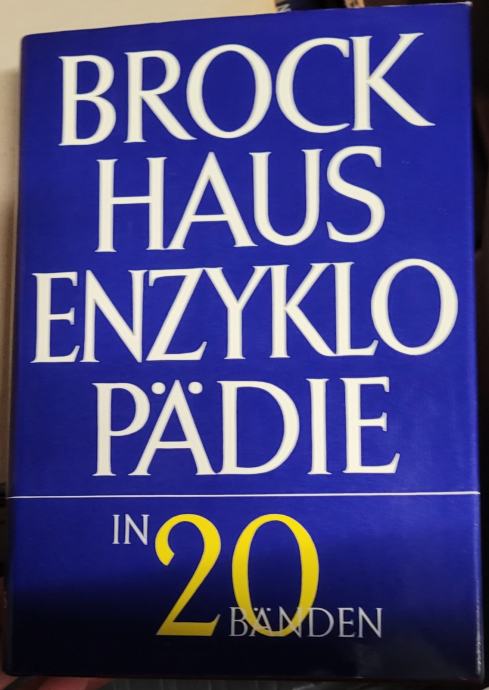 BROCK
HAUS
ENZYKLO
PÄDIE
IN 20
BÄNDEN